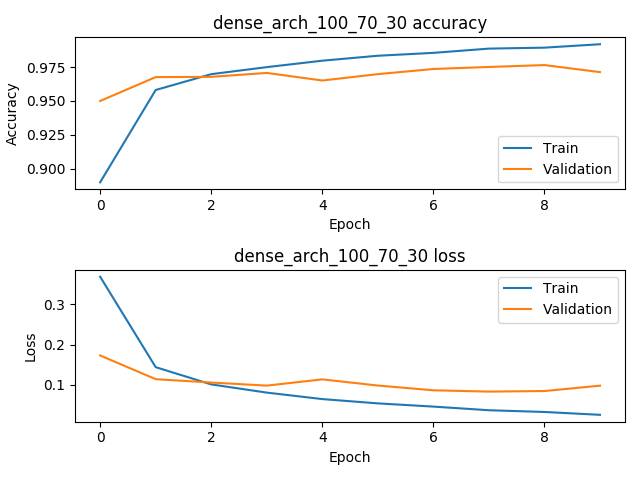 dense_arch_100_70_30 accuracy
0.975
0.950
0.925
0.900
Accuracy
Train
Validation
0 2 4 6 8
Epoch
dense_arch_100_70_30 loss
0.3
0.2
0.1
Loss
Train
Validation
0 2 4 6 8
Epoch